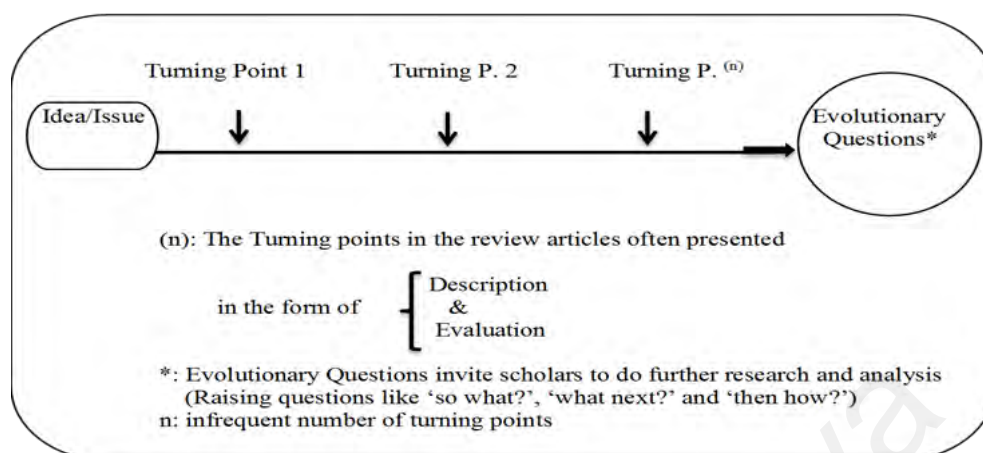 Turning Point 1 Turning P. 2 Turning P. (n)
Idea/Issue
Evolutionary
Questions*
(n): The Turning points in the review articles often presented
in the form of
Description
&
Evaluation
*: Evolutionary Questions invite scholars to do further research and analysis
(Raising questions like ‘so what?’, ‘what next?’ and ‘then how?’)
n: infrequent number of turning points